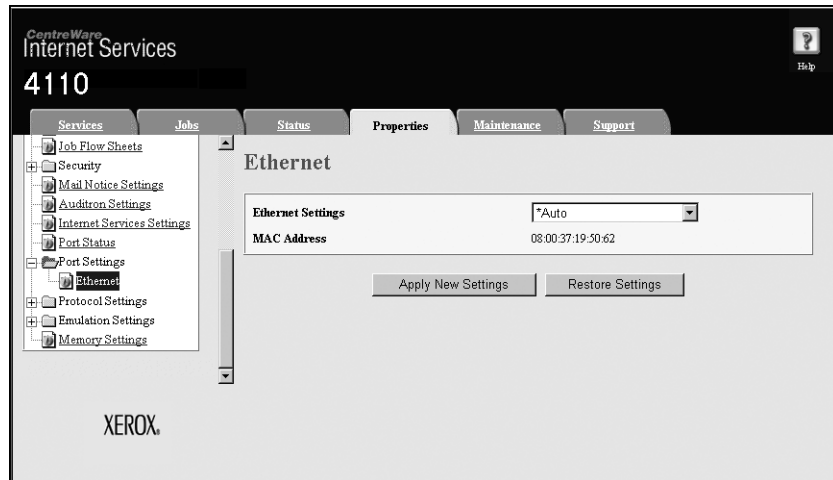 CentreWare
Internet Services
4110
Help
Services Jobs Status Properties Maintenance Support
Job Flow Sheets
Security
Mail Notice Settings
Auditron Settings
Internet Services Settings
Port Status
Port Settings
Ethernet
Protocol Settings
Emulation Settings
Memory Settings
XEROX®
Ethernet
Ethernet Settings *Auto
MAC Address 08:00:37:19:50:62
Apply New Settings Restore Settings